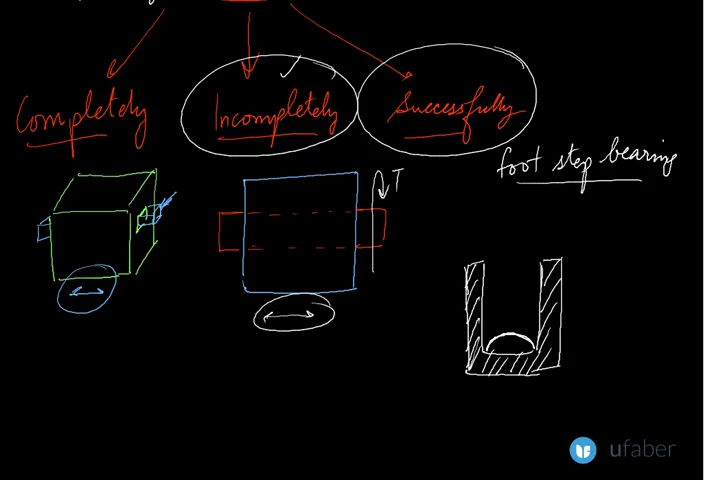 Completely
Incompletely
Successfully
foot step bearing
T
ufaber